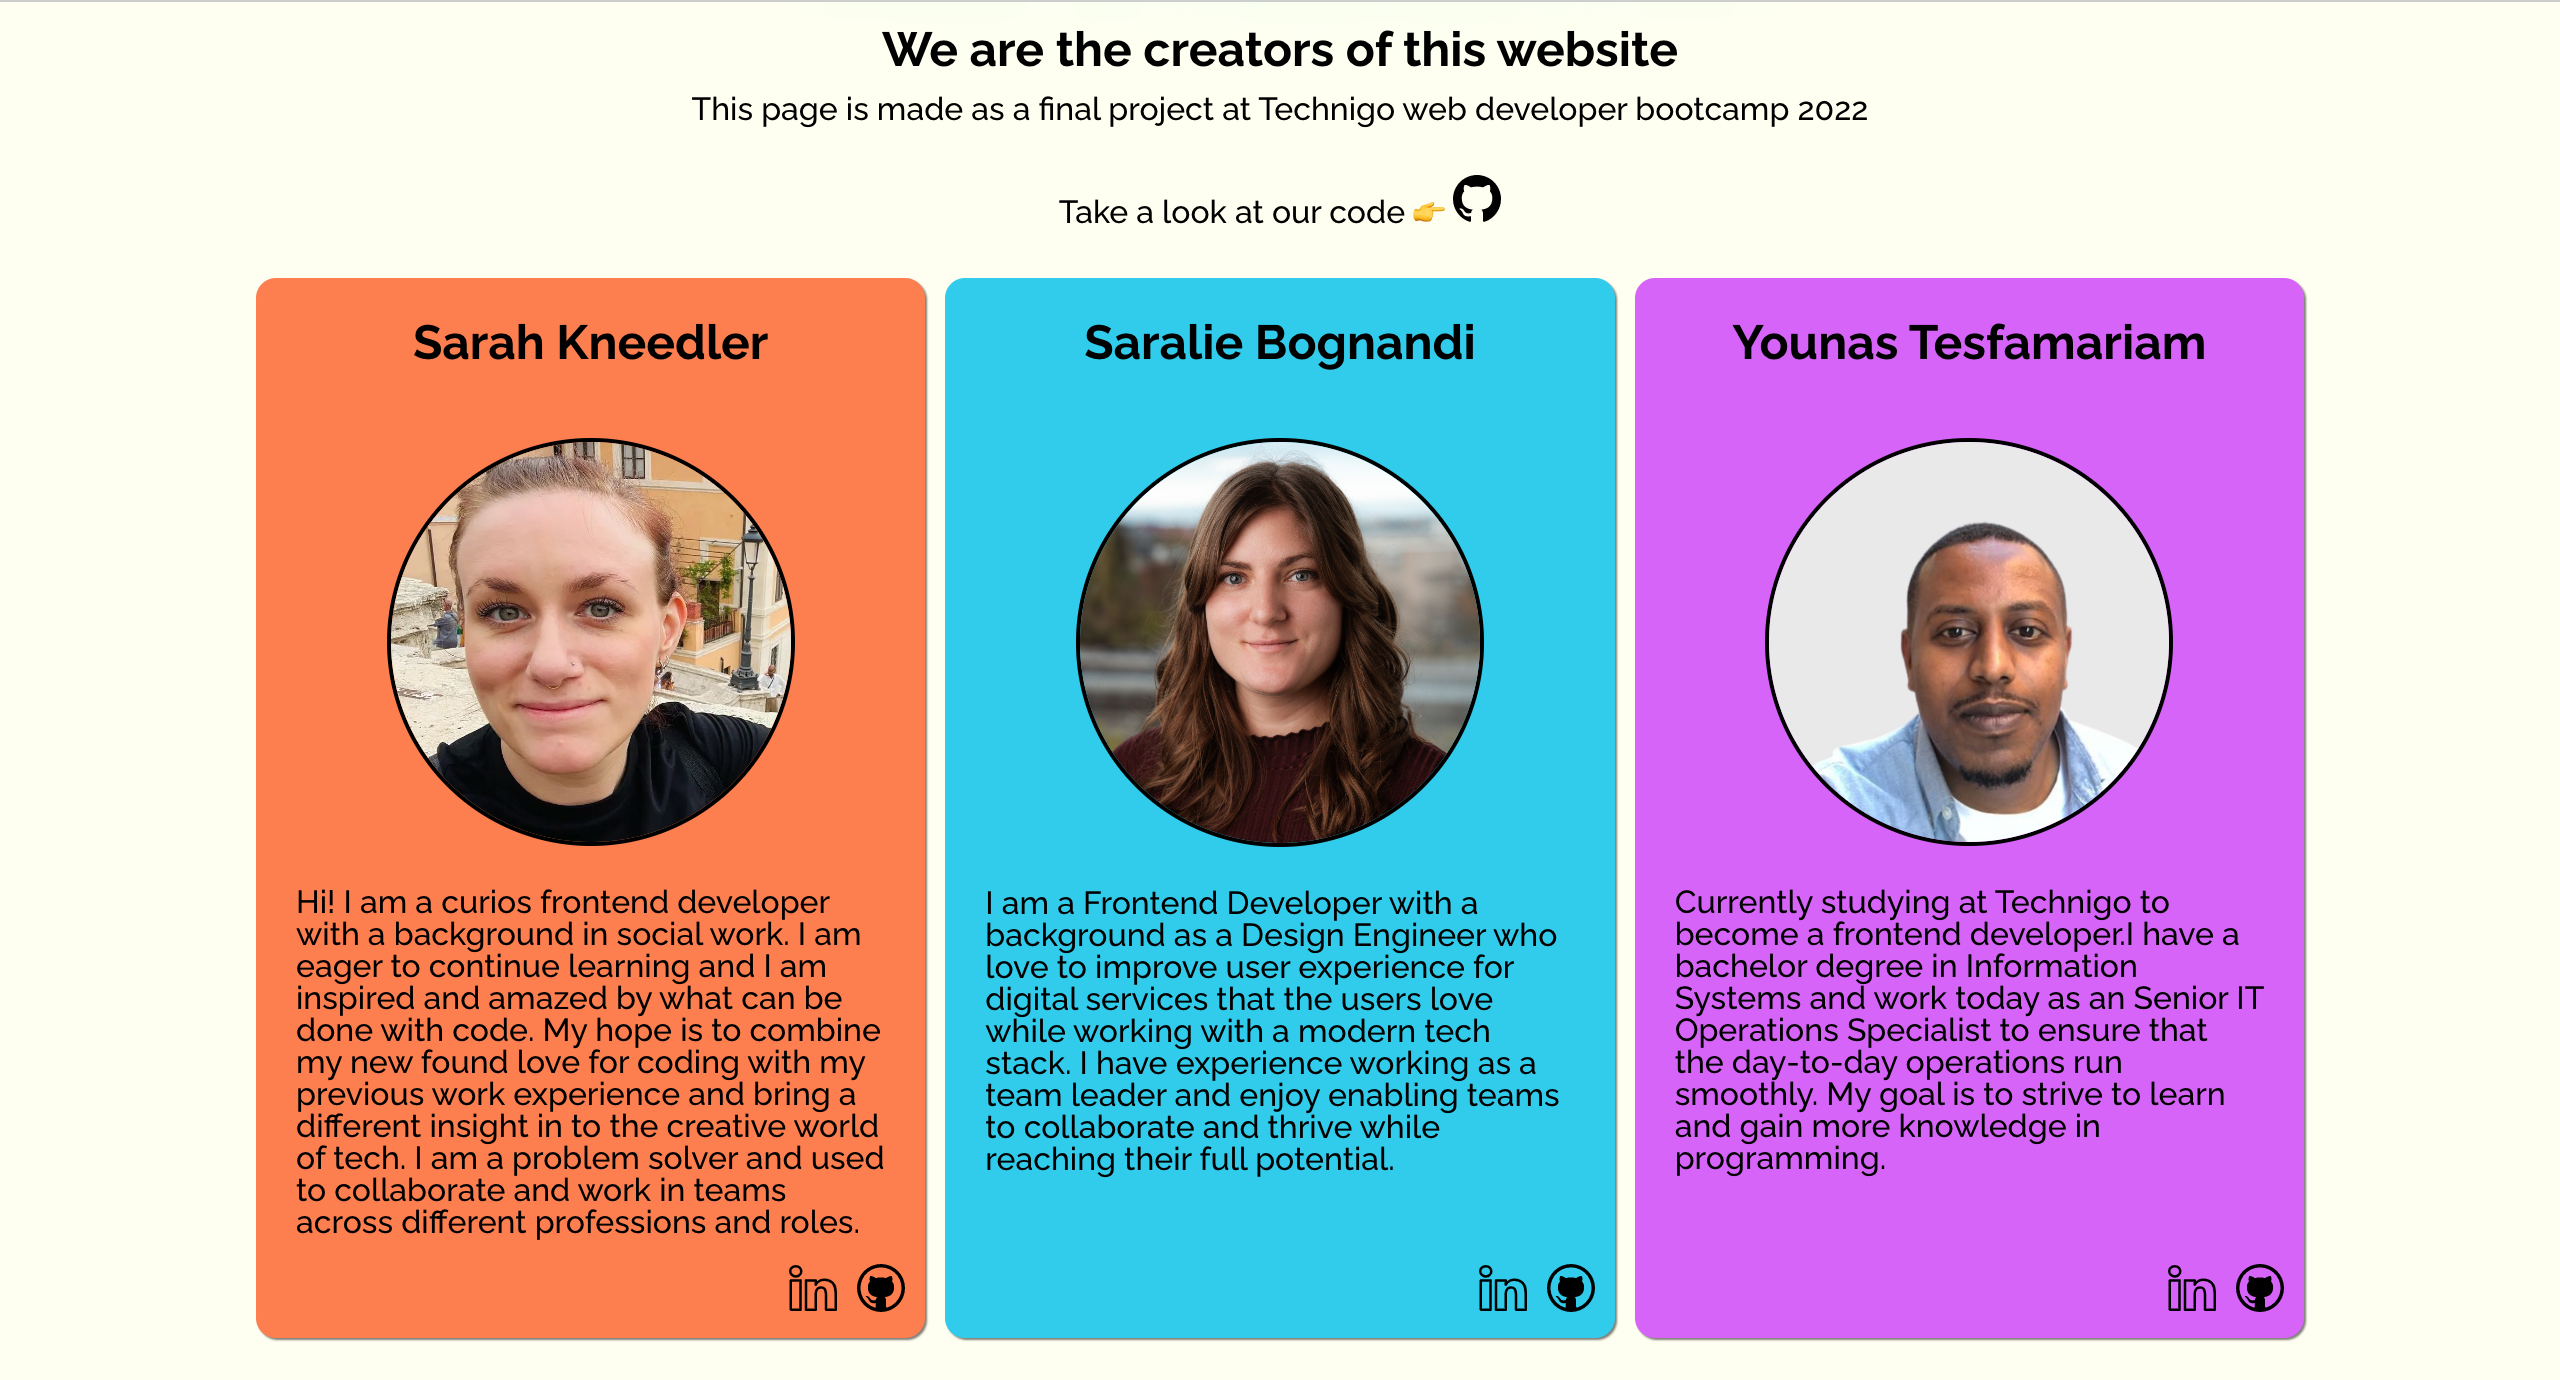 We are the creators of this website
This page is made as a final project at Technigo web developer bootcamp 2022
Take a look at our code 👉
Sarah Kneedler
Hi! I am a curios frontend developer
with a background in social work. I am
eager to continue learning and I am
inspired and amazed by what can be
done with code. My hope is to combine
my new found love for coding with my
previous work experience and bring a
different insight in to the creative world
of tech. I am a problem solver and used
to collaborate and work in teams
across different professions and roles.
in
Saralie Bognandi
I am a Frontend Developer with a
background as a Design Engineer who
love to improve user experience for
digital services that the users love
while working with a modern tech
stack. I have experience working as a
team leader and enjoy enabling teams
to collaborate and thrive while
reaching their full potential.
in
Younas Tesfamariam
Currently studying at Technigo to
become a frontend developer.I have a
bachelor degree in Information
Systems and work today as an Senior IT
Operations Specialist to ensure that
the day-to-day operations run
smoothly. My goal is to strive to learn
and gain more knowledge in
programming.
in